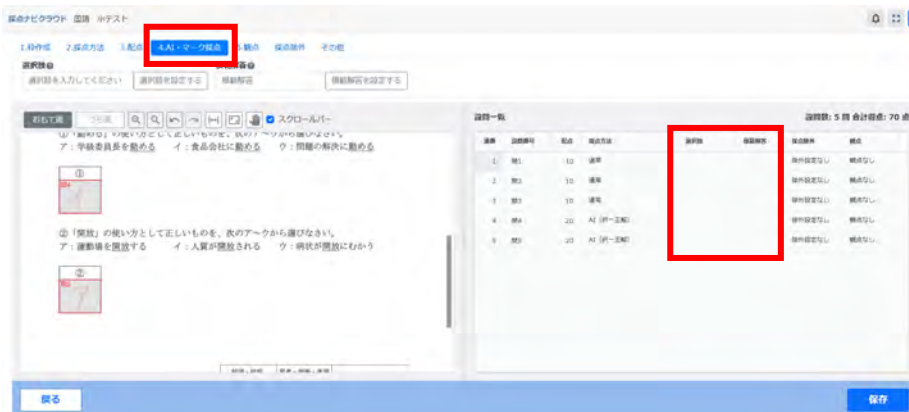 採点ナビクラウド 国語 小テスト
1.枠作成 2.採点方法 3.配点 4.AI・マーク採点 5.観点 採点除外 その他
選択肢
模範解答
選択肢を入力してください 選択肢を設定する 模範解答 模範解答を設定する
おもて面 うら面 スクロールバー
①「勧める」の使い方として正しいものを、次のア〜ウから選びなさい。
ア：学級委員長を勧める イ：食品会社に勧める ウ：問題の解決に勧める
①
②「開放」の使い方として正しいものを、次のア〜ウから選びなさい。
ア：運動場を開放する イ：人質が開放される ウ：病状が開放にむかう
②
設問一覧 設問数: 5 問 合計得点: 70 点
連番 設問番号 配点 採点方法 選択肢 模範解答 採点除外 観点
1 問1 10 通常 除外設定なし 観点なし
2 問2 10 通常 除外設定なし 観点なし
3 問3 10 通常 除外設定なし 観点なし
4 問4 20 AI（択一正解） 除外設定なし 観点なし
5 問5 20 AI（択一正解） 除外設定なし 観点なし
戻る 保存